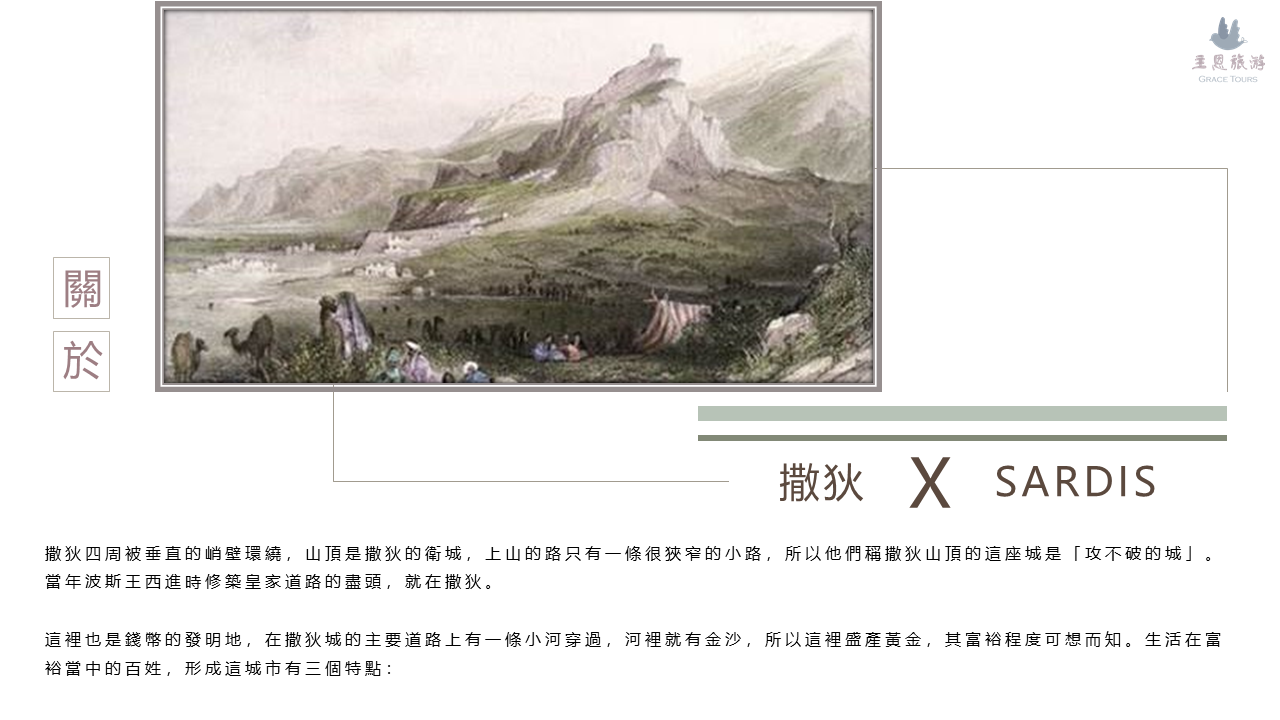 主恩旅游
GRACE TOURS
關
於
撒狄 X SARDIS
撒狄四周被垂直的峭壁環繞，山頂是撒狄的衛城，上山的路只有一條很狹窄的小路，所以他們稱撒狄山頂的這座城是「攻不破的城」。
當年波斯王西進時修築皇家道路的盡頭，就在撒狄。
這裡也是錢幣的發明地，在撒狄城的主要道路上有一條小河穿過，河裡就有金沙，所以這裡盛產黃金，其富裕程度可想而知。生活在富
裕當中的百姓，形成這城市有三個特點：